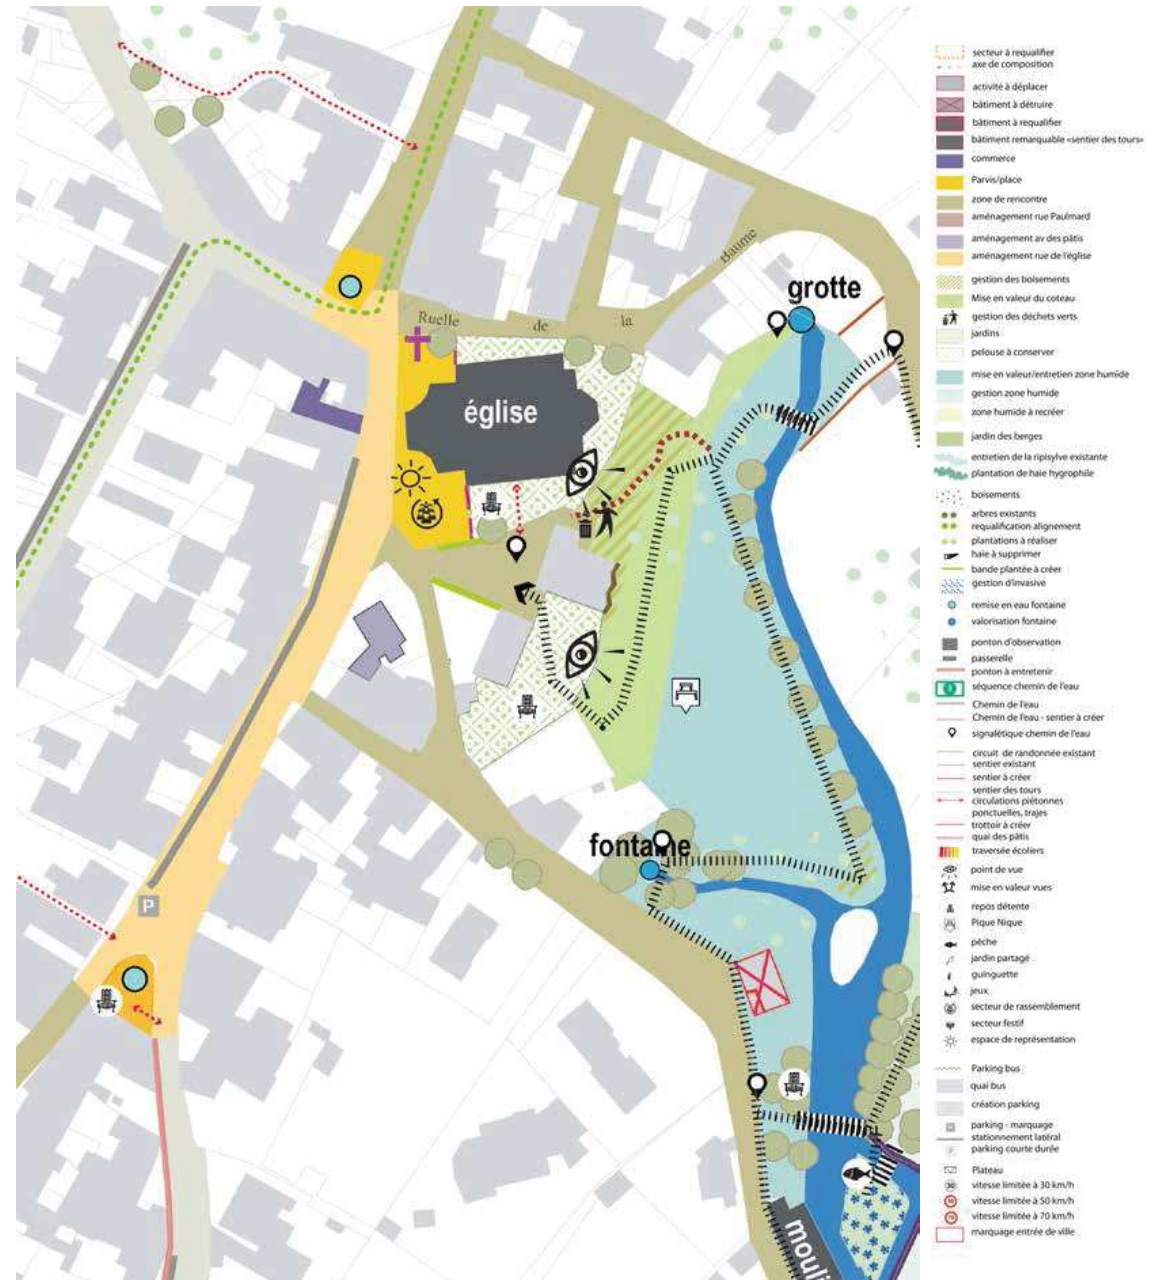 Ruelle de la Baume
grotte
église
fontaine
P
mouli
secteur à requalifier
axe de composition
activité à déplacer
bâtiment à détruire
bâtiment à requalifier
bâtiment remarquable «sentier des tours»
commerce
Parvis/place
zone de rencontre
aménagement rue Paulmard
aménagement av des pâtis
aménagement rue de l'église
gestion des boisements
Mise en valeur du coteau
gestion des déchets verts
jardins
pelouse à conserver
mise en valeur/entretien zone humide
gestion zone humide
zone humide à recréer
jardin des berges
entretien de la ripisylve existante
plantation de haie hygrophile
boisements
arbres existants
requalification alignement
plantations à réaliser
haie à supprimer
bande plantée à créer
gestion d'invasive
remise en eau fontaine
valorisation fontaine
ponton d'observation
passerelle
ponton à entretenir
séquence chemin de l'eau
Chemin de l'eau
Chemin de l'eau - sentier à créer
signalétique chemin de l'eau
circuit de randonnée existant
sentier existant
sentier à créer
sentier des tours
circulations piétonnes
ponctuelles, trajes
trottoir à créer
quai des pâtis
traversée écoliers
point de vue
mise en valeur vues
repos détente
Pique Nique
pêche
jardin partagé
guinguette
jeux
secteur de rassemblement
secteur festif
espace de représentation
Parking bus
quai bus
création parking
parking - marquage
stationnement latéral
parking courte durée
Plateau
vitesse limitée à 30 km/h
vitesse limitée à 50 km/h
vitesse limitée à 70 km/h
marquage entrée de ville